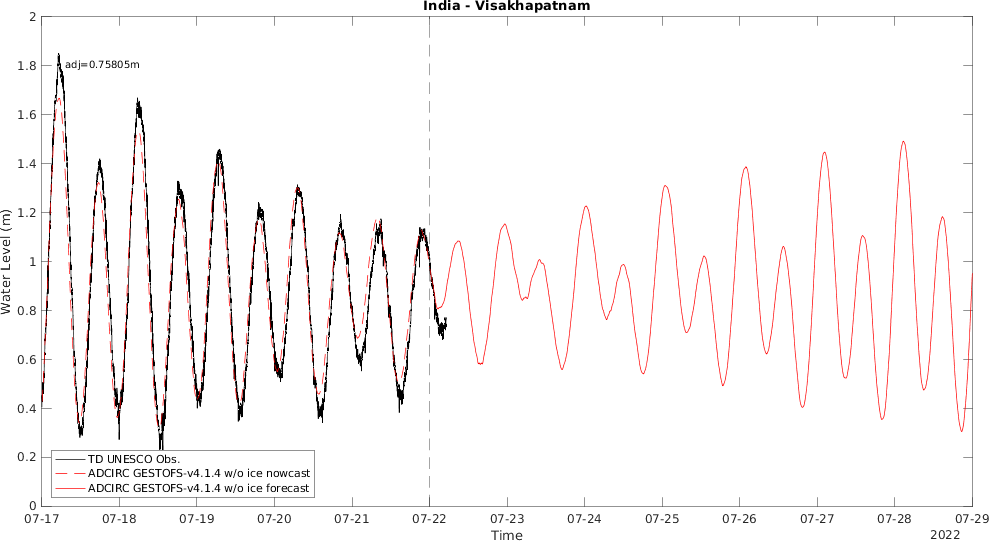 India - Visakhapatnam
2
1.8
1.6
1.4
1.2
1
0.8
0.6
0.4
0.2
0
Water Level (m)
adj=0.75805m
TD UNESCO Obs.
ADCIRC GESTOFS-v4.1.4 w/o ice nowcast
ADCIRC GESTOFS-v4.1.4 w/o ice forecast
07-17 07-18 07-19 07-20 07-21 07-22 07-23 07-24 07-25 07-26 07-27 07-28 07-29
Time
2022